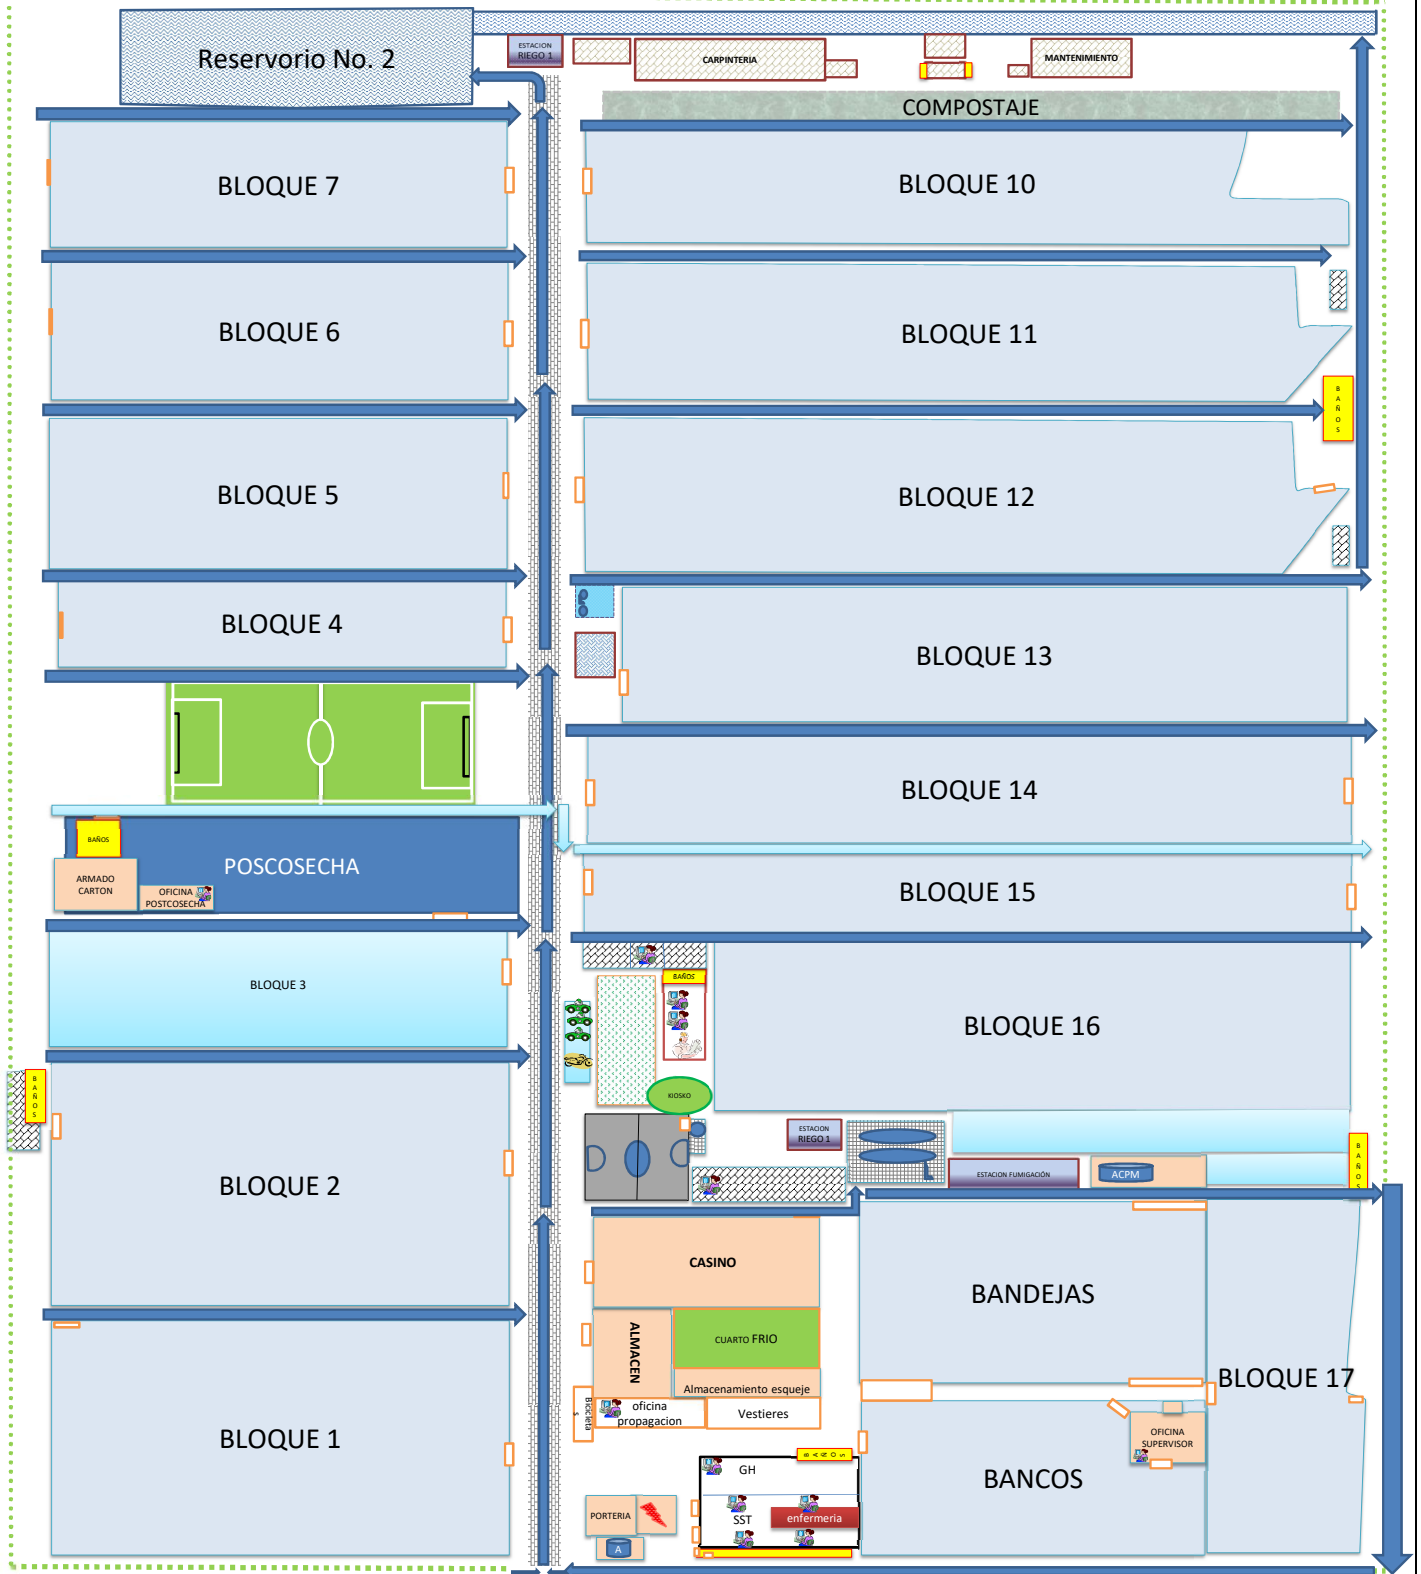 Reservorio No. 2
ESTACION
RIEGO 1
CARPINTERIA
MANTENIMIENTO
COMPOSTAJE
BLOQUE 7
BLOQUE 10
BLOQUE 6
BLOQUE 11
BAÑOS
BLOQUE 5
BLOQUE 12
BLOQUE 4
BLOQUE 13
BLOQUE 14
BAÑOS
POSCOSECHA
ARMADO
CARTON
OFICINA
POSTCOSECHA
BLOQUE 15
BLOQUE 3
BAÑOS
BLOQUE 16
KIOSKO
BAÑOS
ESTACION
RIEGO 1
BAÑOS
ESTACION FUMIGACIÓN
ACPM
BLOQUE 2
CASINO
BANDEJAS
ALMACEN
CUARTO FRIO
BLOQUE 17
Almacenamiento esqueje
Bicicleta
s
oficina
propagacion
Vestieres
BLOQUE 1
OFICINA
SUPERVISOR
BAÑOS
GH
BANCOS
PORTERIA
SST
enfermeria
A